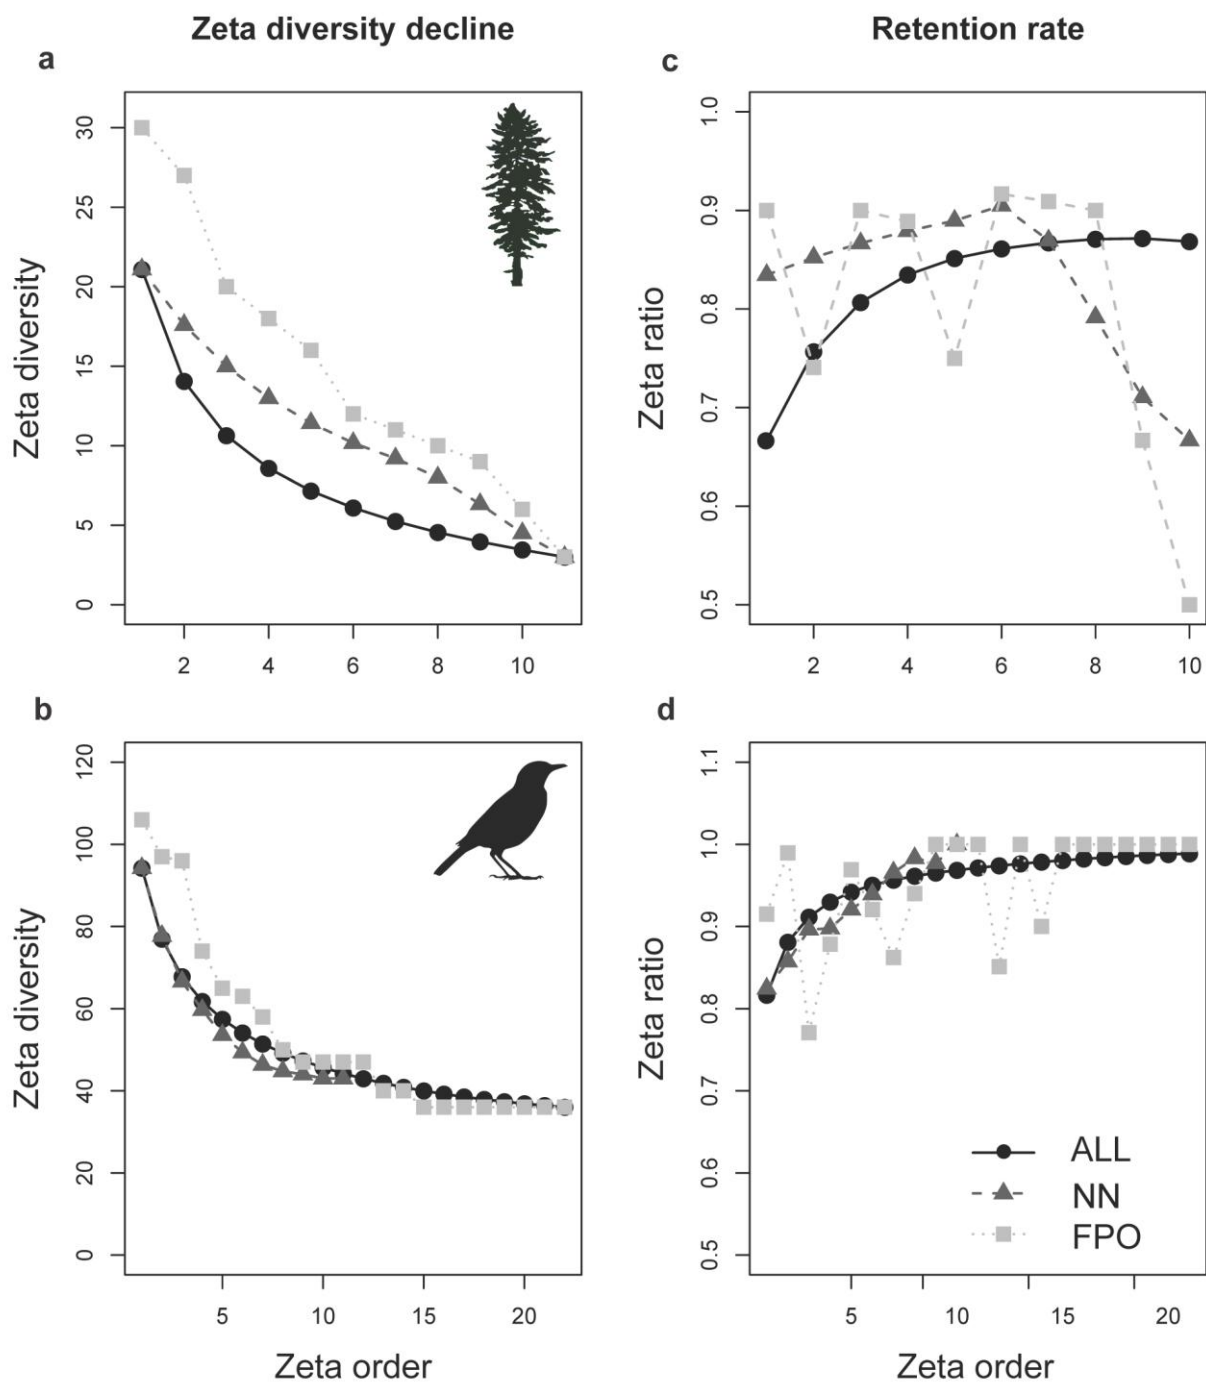 Zeta diversity decline
Retention rate
a
c
Zeta diversity
0 5 10 15 20 25 30
2 4 6 8 10
Zeta ratio
0.5 0.6 0.7 0.8 0.9 1.0
2 4 6 8 10
b
d
Zeta diversity
0 20 40 60 80 100 120
5 10 15 20
Zeta order
Zeta ratio
0.5 0.6 0.7 0.8 0.9 1.0 1.1
ALL
NN
FPO
5 10 15 20
Zeta order